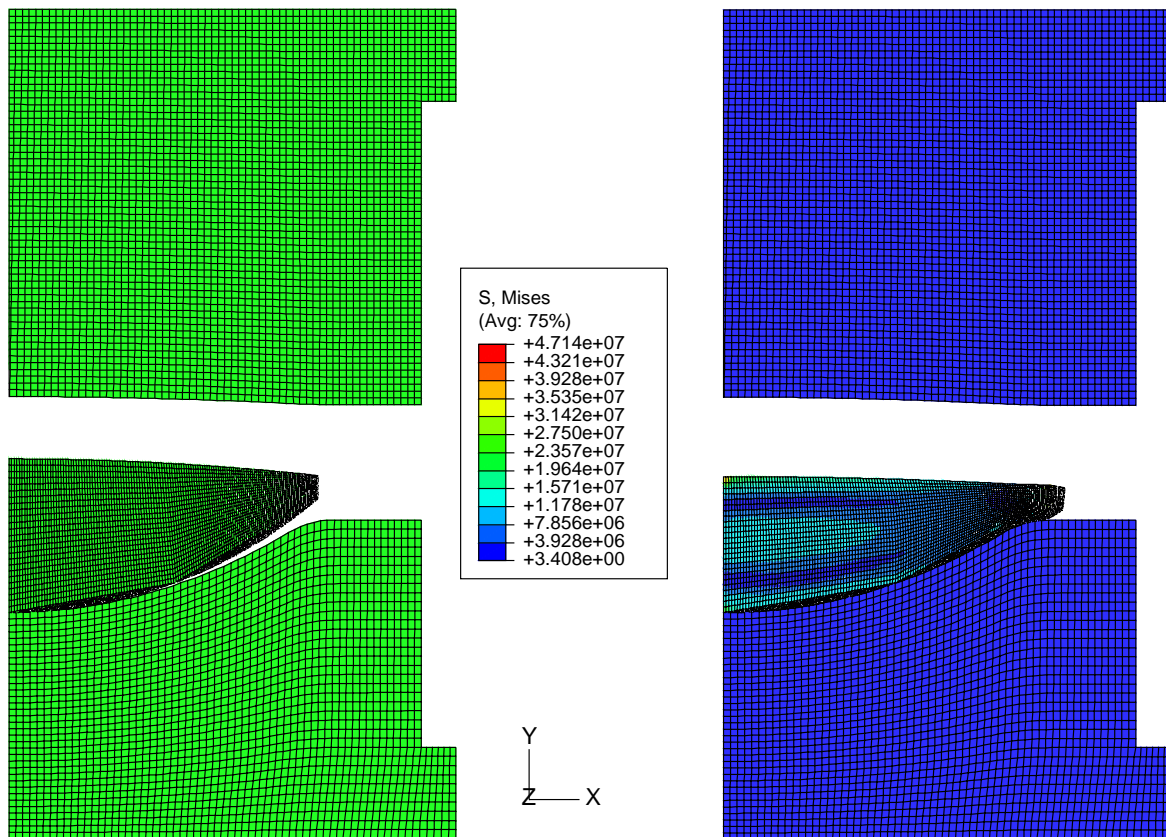 S, Mises
(Avg: 75%)
+4.714e+07
+4.321e+07
+3.928e+07
+3.535e+07
+3.142e+07
+2.750e+07
+2.357e+07
+1.964e+07
+1.571e+07
+1.178e+07
+7.856e+06
+3.928e+06
+3.408e+00
Y
Z X